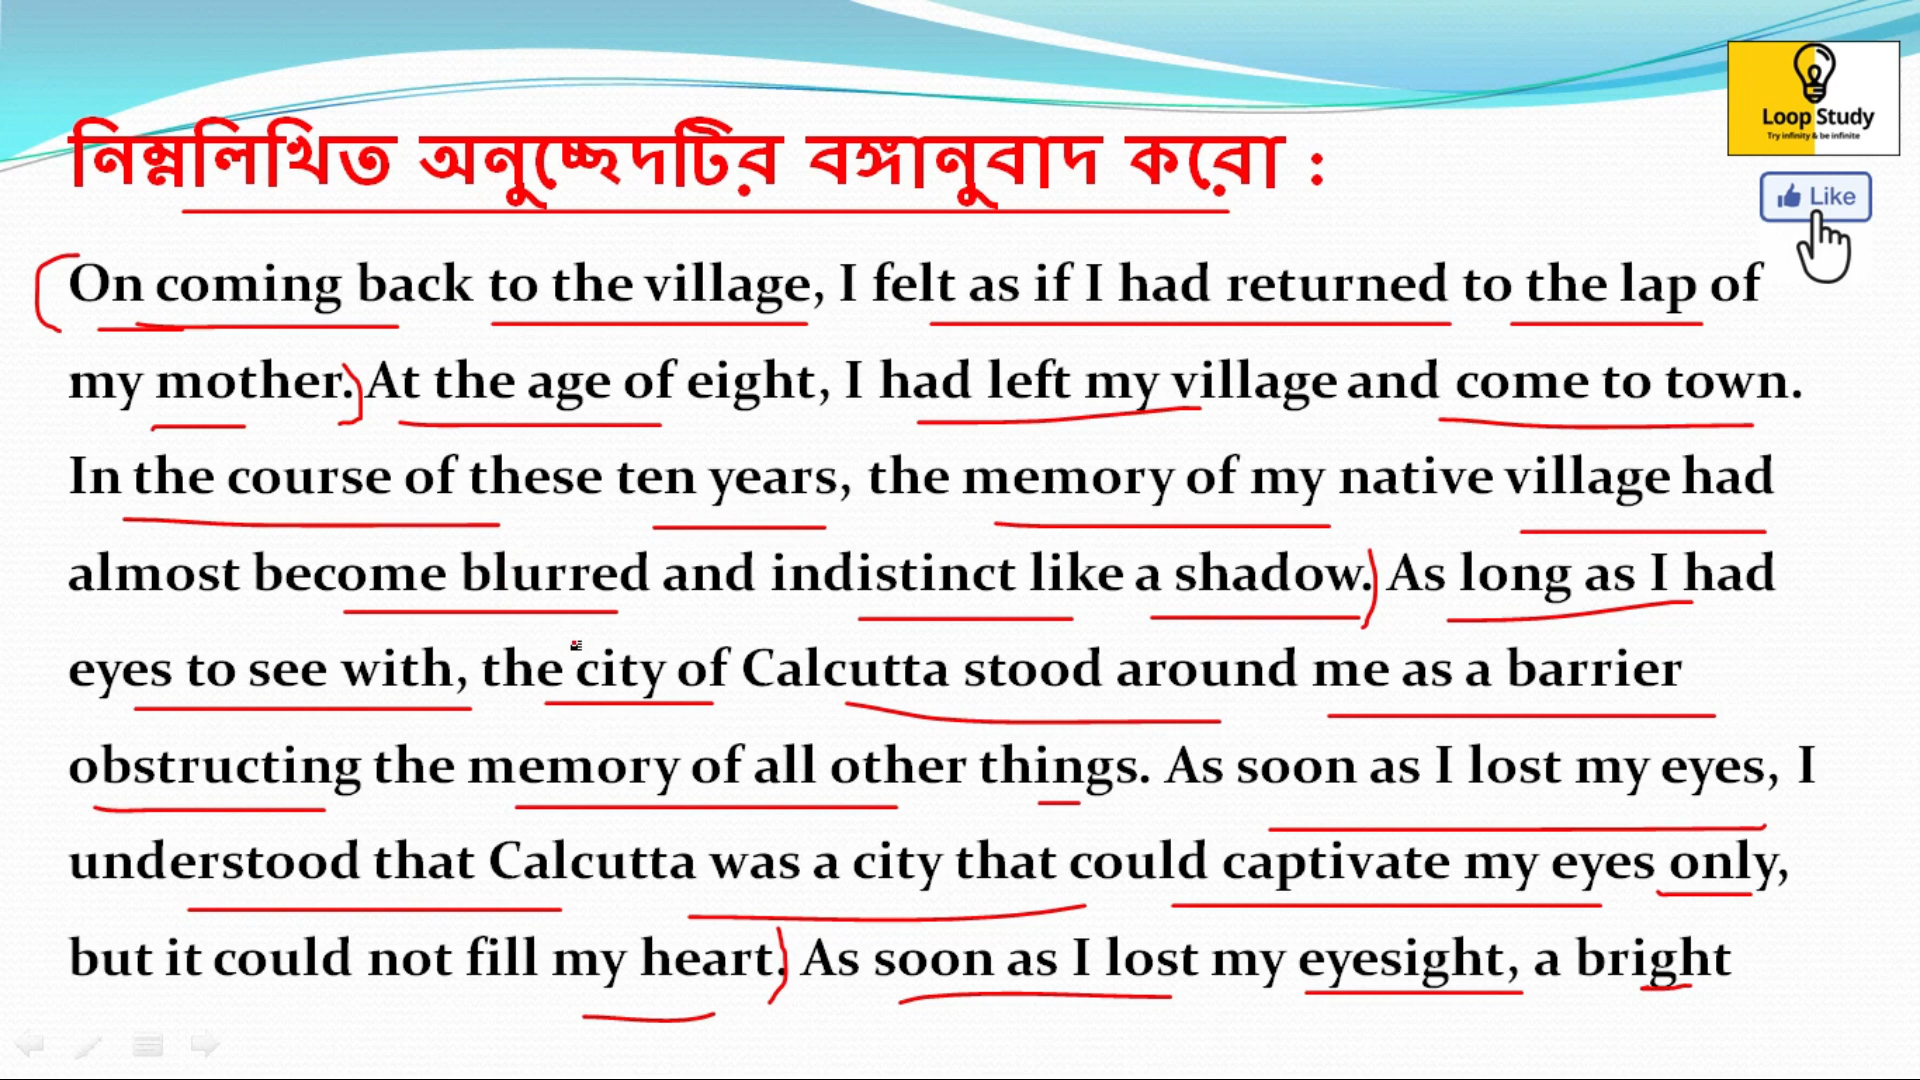 Loop Study
Try infinity & be infinite
নিম্নলিখিত অনুচ্ছেদটির বঙ্গানুবাদ করো :
Like
On coming back to the village, I felt as if I had returned to the lap of
my mother. At the age of eight, I had left my village and come to town.
In the course of these ten years, the memory of my native village had
almost become blurred and indistinct like a shadow. As long as I had
eyes to see with, the city of Calcutta stood around me as a barrier
obstructing the memory of all other things. As soon as I lost my eyes, I
understood that Calcutta was a city that could captivate my eyes only,
but it could not fill my heart. As soon as I lost my eyesight, a bright